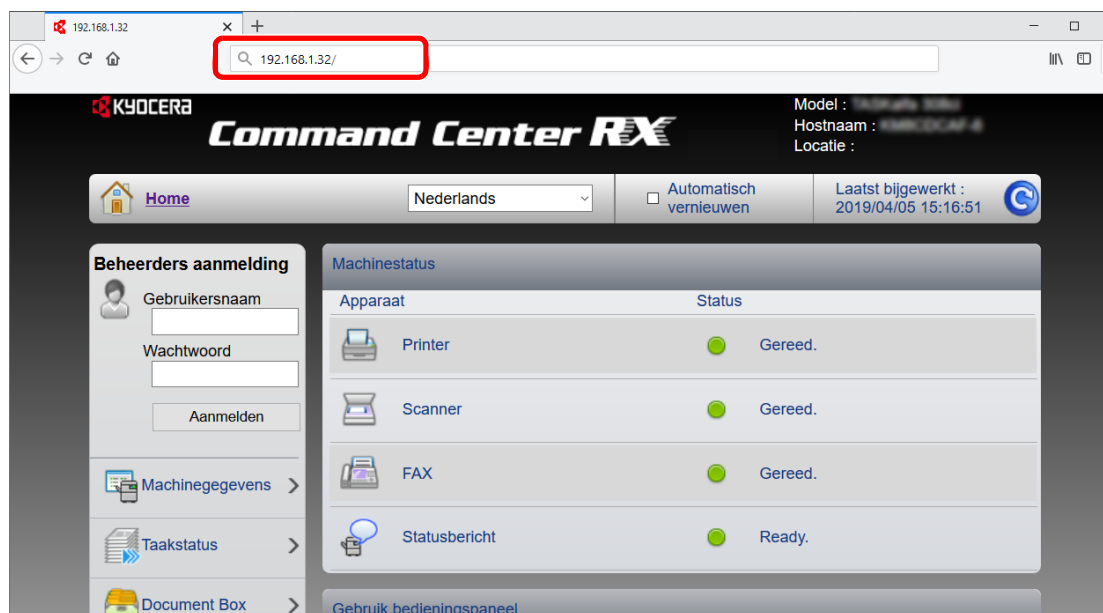 192.168.1.32
192.168.1.32/
KYOCERA
Command Center RX
Model :
Hostnaam :
Locatie :
Home
Nederlands
Automatisch
vernieuwen
Laatst bijgewerkt :
2019/04/05 15:16:51
Beheerders aanmelding
Gebruikersnaam
Wachtwoord
Aanmelden
Machinegegevens
Taakstatus
Document Box
Machinestatus
Apparaat Status
Printer Gereed.
Scanner Gereed.
FAX Gereed.
Statusbericht Ready.
Gebruik bedieningspaneel